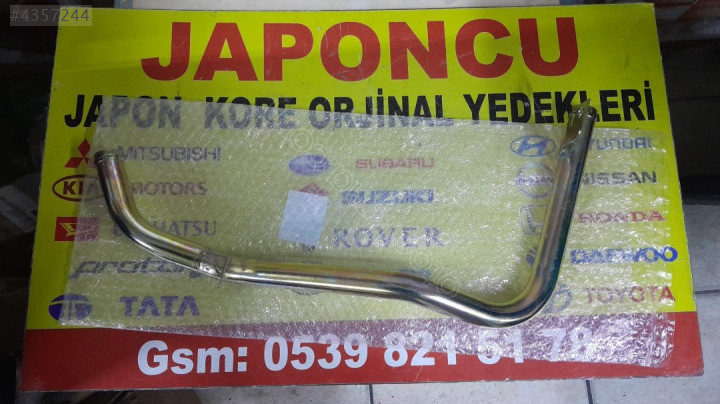 #4357244
JAPONCU
JAPON KORE ORJİNAL YEDEKLERİ
MITSUBISHI
SUBARU
HYUNDAI
KIA MOTORS
SUZUKI
NISSAN
DAIHATSU
ROVER
HONDA
proton
DAEWOO
TATA
TOYOTA
Gsm: 0539 821 51 78